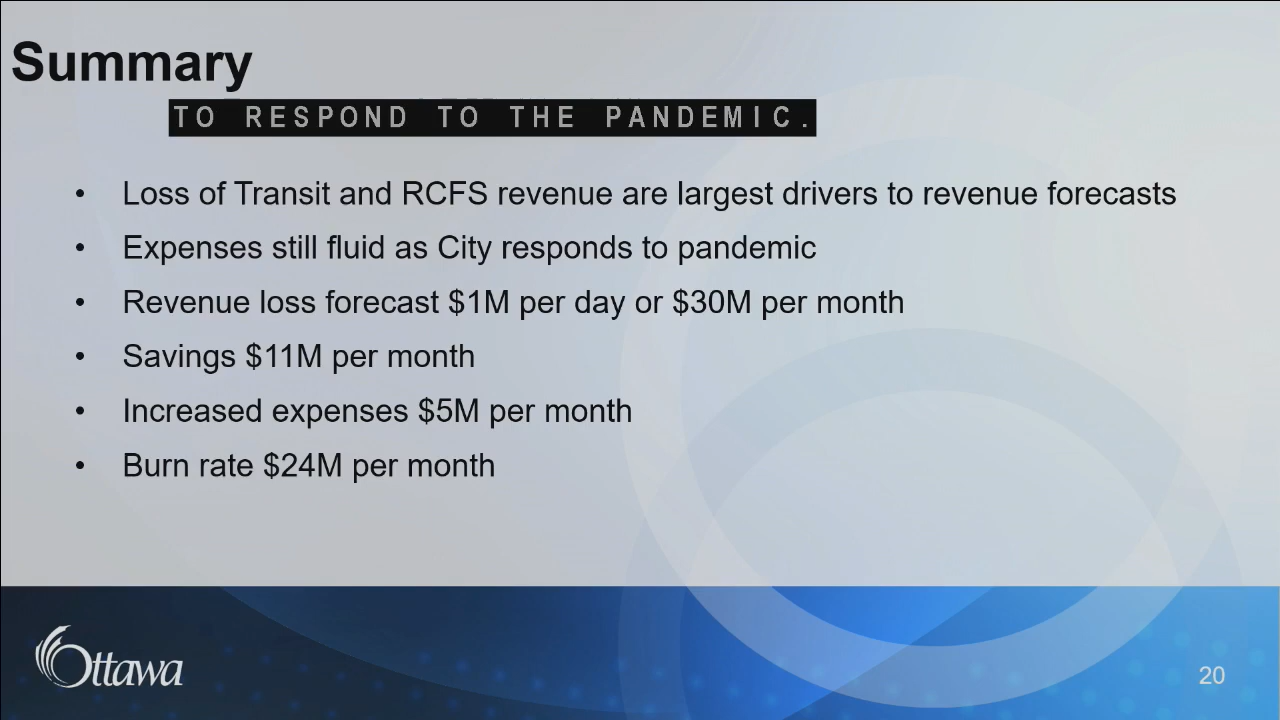 Summary
TO RESPOND TO THE PANDEMIC.
• Loss of Transit and RCFS revenue are largest drivers to revenue forecasts
• Expenses still fluid as City responds to pandemic
• Revenue loss forecast $1M per day or $30M per month
• Savings $11M per month
• Increased expenses $5M per month
• Burn rate $24M per month
Ottawa
20